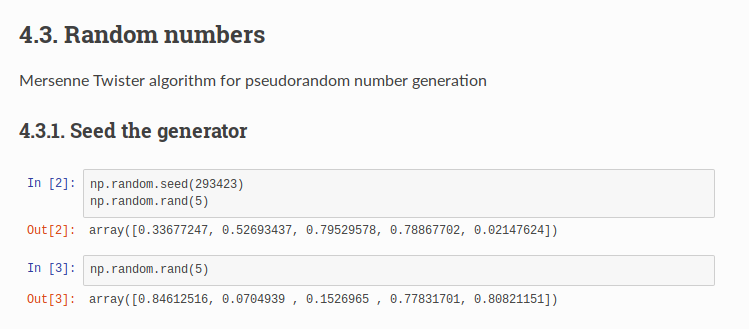 4.3. Random numbers
Mersenne Twister algorithm for pseudorandom number generation
4.3.1. Seed the generator
In [2]: np.random.seed(293423)
np.random.rand(5)
Out[2]: array([0.33677247, 0.52693437, 0.79529578, 0.78867702, 0.02147624])
In [3]: np.random.rand(5)
Out[3]: array([0.84612516, 0.0704939 , 0.1526965 , 0.77831701, 0.80821151])